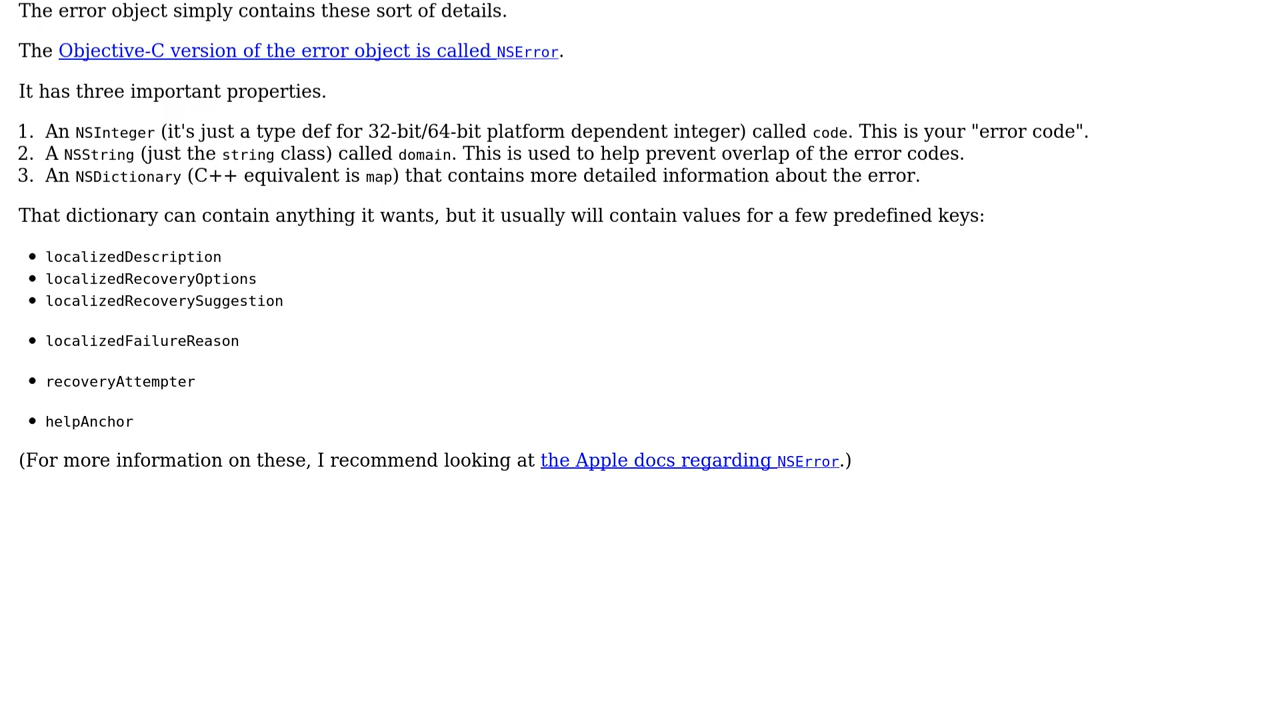 The error object simply contains these sort of details.
The Objective-C version of the error object is called NSError.
It has three important properties.
1. An NSInteger (it's just a type def for 32-bit/64-bit platform dependent integer) called code. This is your "error code".
2. A NSString (just the string class) called domain. This is used to help prevent overlap of the error codes.
3. An NSDictionary (C++ equivalent is map) that contains more detailed information about the error.
That dictionary can contain anything it wants, but it usually will contain values for a few predefined keys:
• localizedDescription
• localizedRecoveryOptions
• localizedRecoverySuggestion
• localizedFailureReason
• recoveryAttempter
• helpAnchor
(For more information on these, I recommend looking at the Apple docs regarding NSError.)